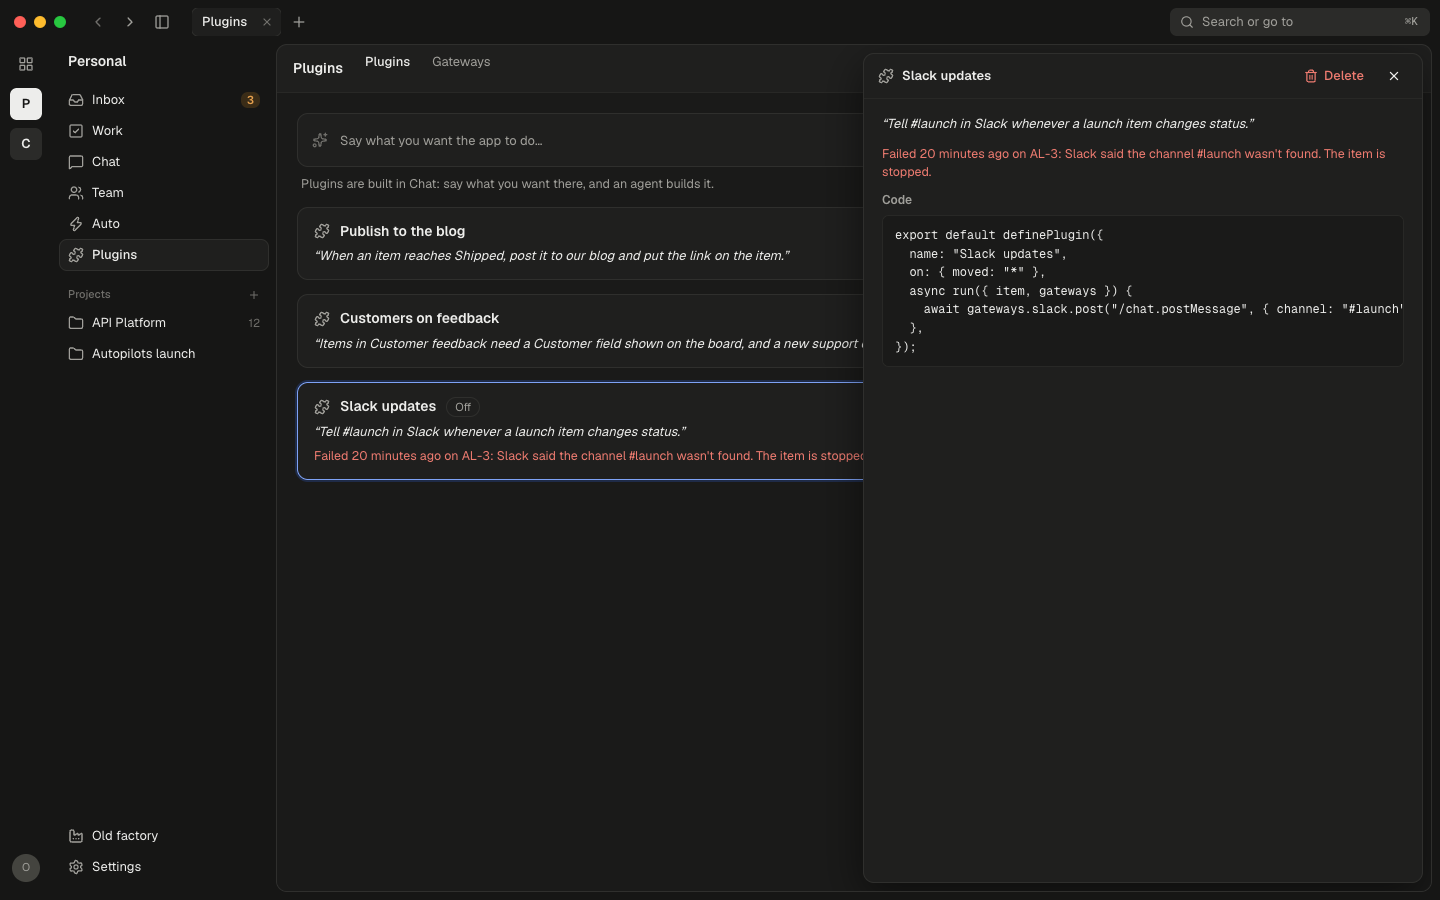 Plugins
Search or go to
⌘K
P
C
O
Personal
Inbox
3
Work
Chat
Team
Auto
Plugins
Projects
API Platform
12
Autopilots launch
Old factory
Settings
Plugins
Plugins
Gateways
Say what you want the app to do...
Plugins are built in Chat: say what you want there, and an agent builds it.
Publish to the blog
“When an item reaches Shipped, post it to our blog and put the link on the item.”
Customers on feedback
“Items in Customer feedback need a Customer field shown on the board, and a new support
Slack updates
Off
“Tell #launch in Slack whenever a launch item changes status.”
Failed 20 minutes ago on AL-3: Slack said the channel #launch wasn't found. The item is stopped
Slack updates
Delete
“Tell #launch in Slack whenever a launch item changes status.”
Failed 20 minutes ago on AL-3: Slack said the channel #launch wasn't found. The item is
stopped.
Code
export default definePlugin({
  name: "Slack updates",
  on: { moved: "*" },
  async run({ item, gateways }) {
    await gateways.slack.post("/chat.postMessage", { channel: "#launch"
  },
});